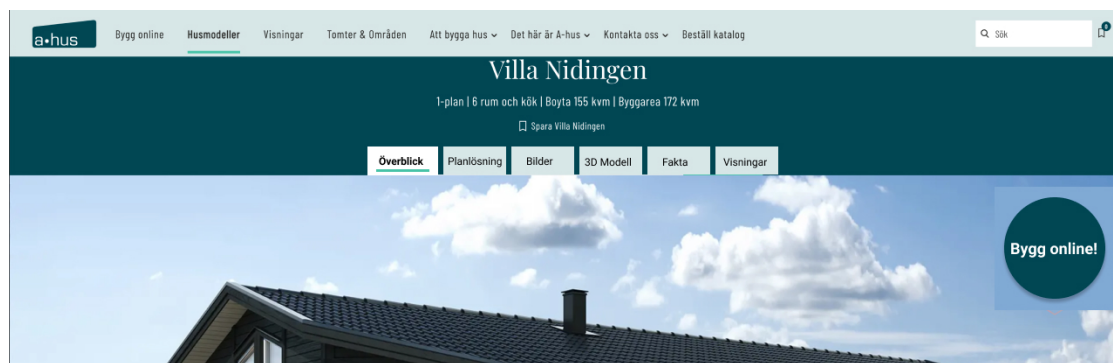 a•hus
Bygg online Husmodeller Visningar Tomter & Områden Att bygga hus Det här är A-hus Kontakta oss Beställ katalog
Sök
0
Villa Nidingen
1-plan | 6 rum och kök | Boyta 155 kvm | Byggarea 172 kvm
Spara Villa Nidingen
Överblick Planlösning Bilder 3D Modell Fakta Visningar
Bygg online!